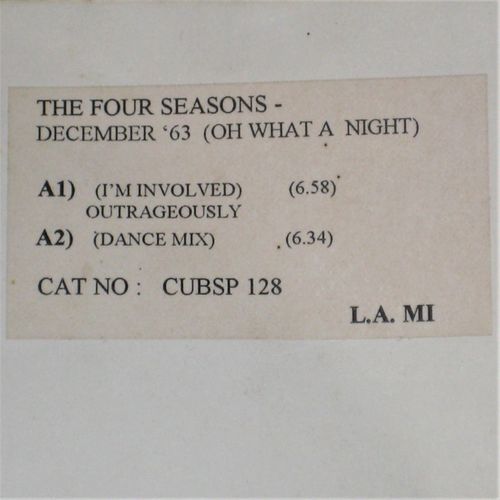 THE FOUR SEASONS -
DECEMBER ‘63 (OH WHAT A NIGHT)
A1) (I'M INVOLVED) (6.58)
OUTRAGEOUSLY
A2) (DANCE MIX) (6.34)
CAT NO : CUBSP 128
L.A. MI